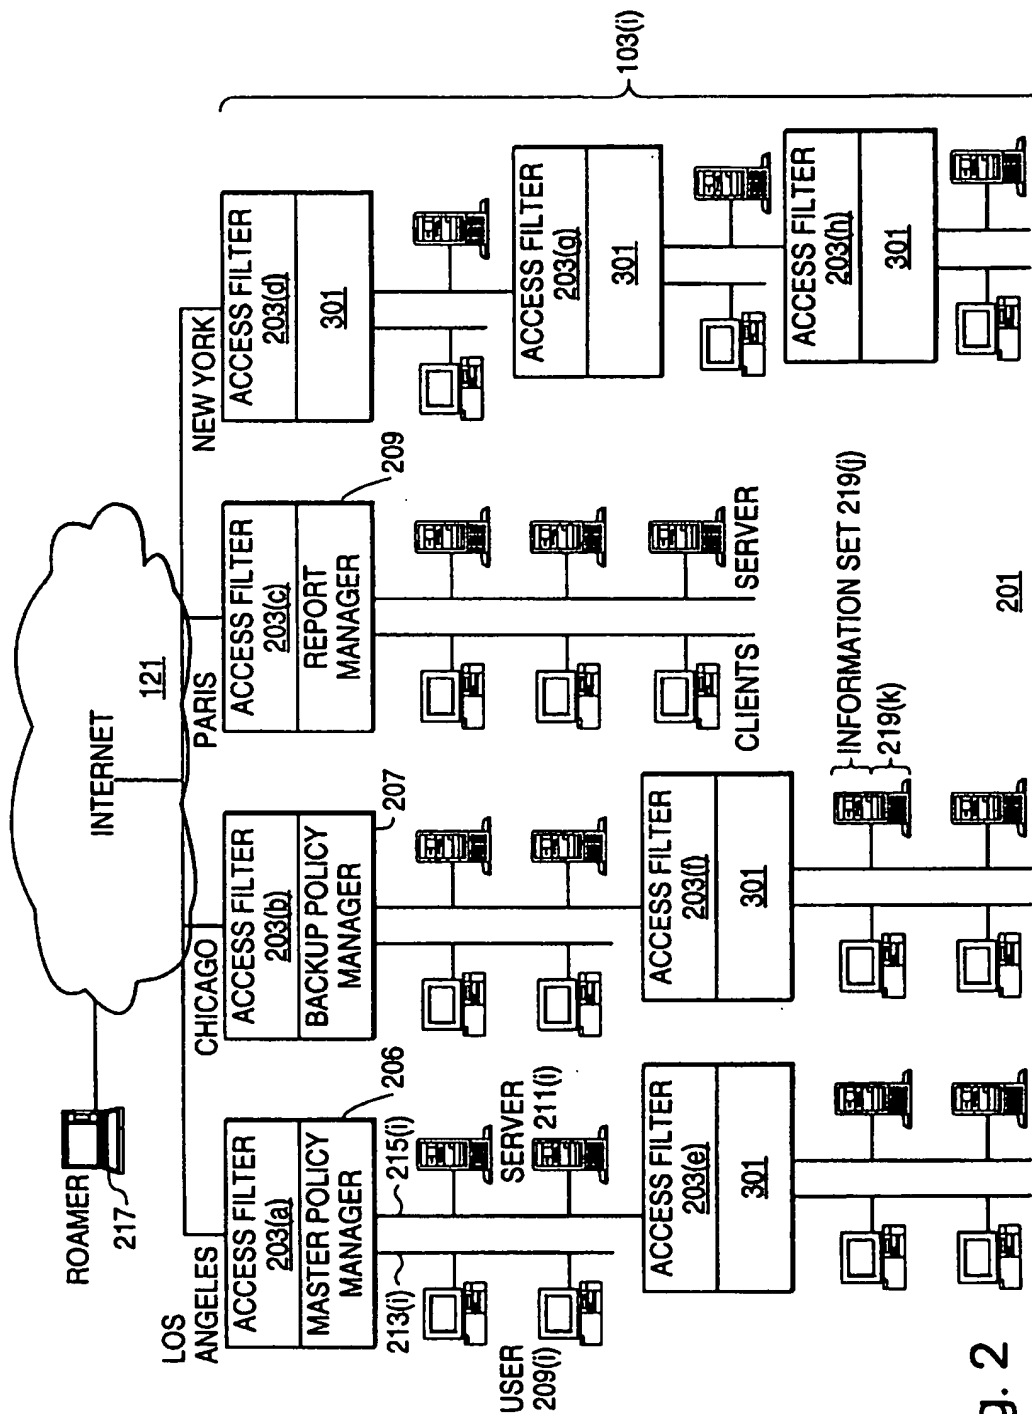 ROAMER
217
INTERNET
121
LOS
ANGELES
CHICAGO
PARIS
NEW YORK
ACCESS FILTER
203(a)
MASTER POLICY
MANAGER
206
213(i)
215(i)
USER
209(i)
SERVER
211(i)
ACCESS FILTER
203(e)
301
ACCESS FILTER
203(b)
BACKUP POLICY
MANAGER
207
ACCESS FILTER
203(f)
301
INFORMATION SET 219(j)
219(k)
ACCESS FILTER
203(c)
REPORT
MANAGER
209
CLIENTS
SERVER
ACCESS FILTER
203(d)
301
ACCESS FILTER
203(g)
301
ACCESS FILTER
203(h)
301
103(i)
201
g. 2